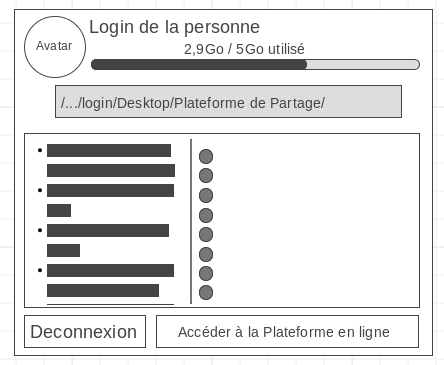 Login de la personne
Avatar
2,9Go / 5Go utilisé
/.../login/Desktop/Plateforme de Partage/
Deconnexion
Accéder à la Plateforme en ligne